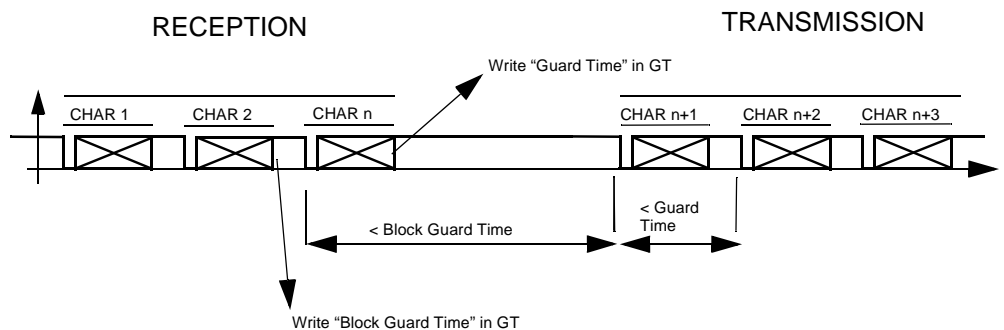 RECEPTION
TRANSMISSION
Write “Guard Time” in GT
CHAR 1
CHAR 2
CHAR n
CHAR n+1
CHAR n+2
CHAR n+3
< Block Guard Time
< Guard
Time
Write “Block Guard Time” in GT